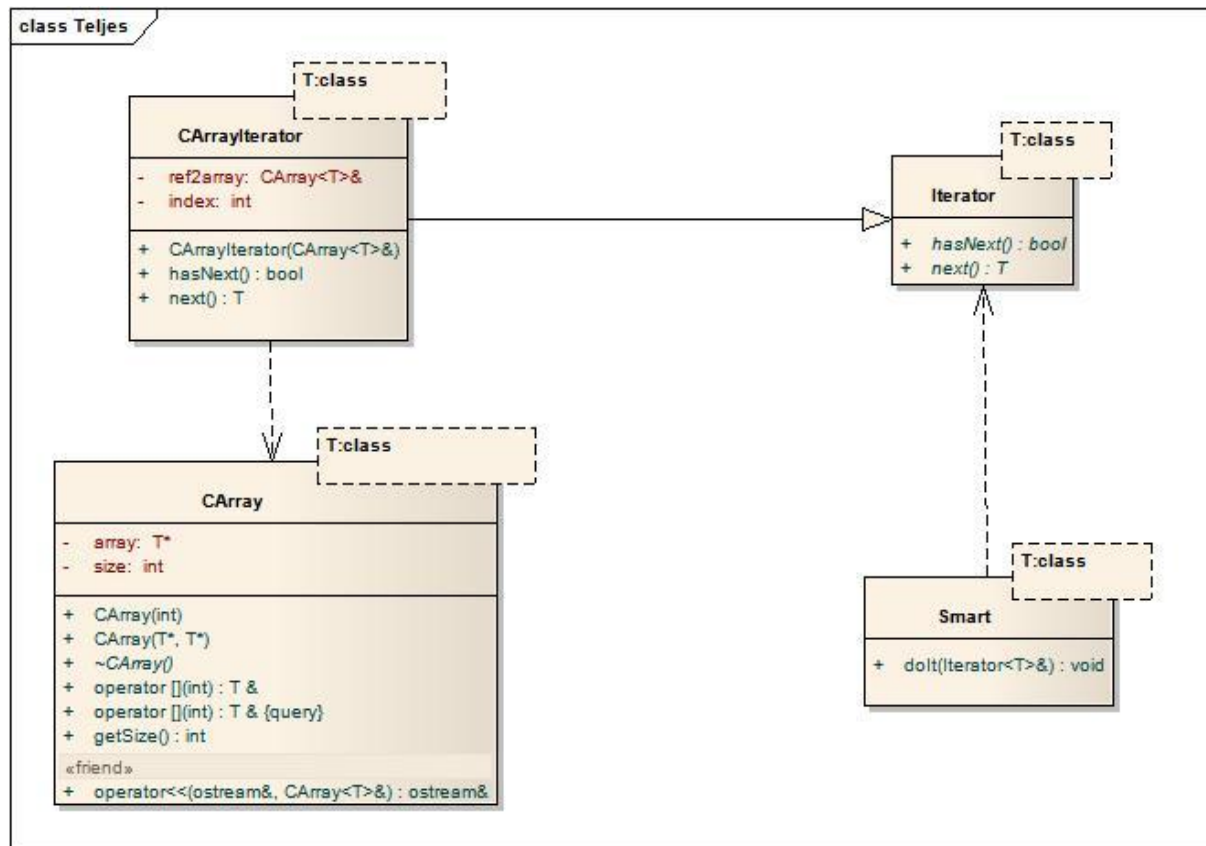 class Teljes
T:class
CArrayIterator
- ref2array: CArray<T>&
- index: int
+ CArrayIterator(CArray<T>&)
+ hasNext() : bool
+ next() : T
T:class
Iterator
+ hasNext() : bool
+ next() : T
T:class
CArray
- array: T*
- size: int
+ CArray(int)
+ CArray(T*, T*)
+ ~CArray()
+ operator [](int) : T &
+ operator [](int) : T & {query}
+ getSize() : int
«friend»
+ operator<<(ostream&, CArray<T>&) : ostream&
T:class
Smart
+ doIt(Iterator<T>&) : void